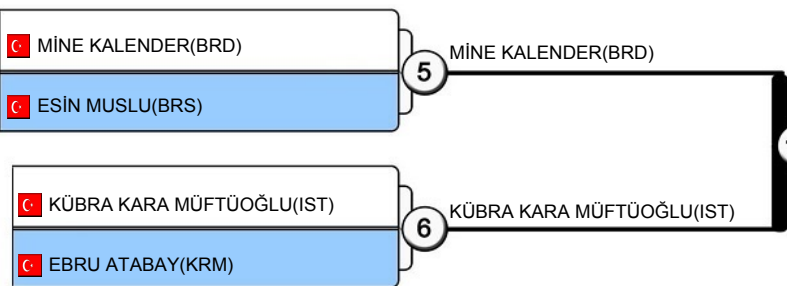 MİNE KALENDER(BRD)
ESİN MUSLU(BRS)
5
MİNE KALENDER(BRD)
KÜBRA KARA MÜFTÜOĞLU(IST)
EBRU ATABAY(KRM)
6
KÜBRA KARA MÜFTÜOĞLU(IST)